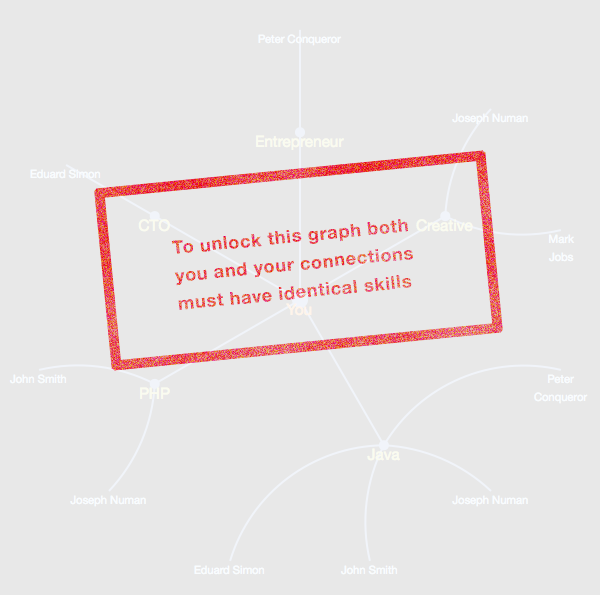 Peter Conqueror
Entrepreneur
Joseph Numan
Eduard Simon
CTO
Creative
To unlock this graph both
you and your connections
must have identical skills
Mark
Jobs
You
John Smith
PHP
Peter
Conqueror
Java
Joseph Numan
Joseph Numan
Eduard Simon
John Smith